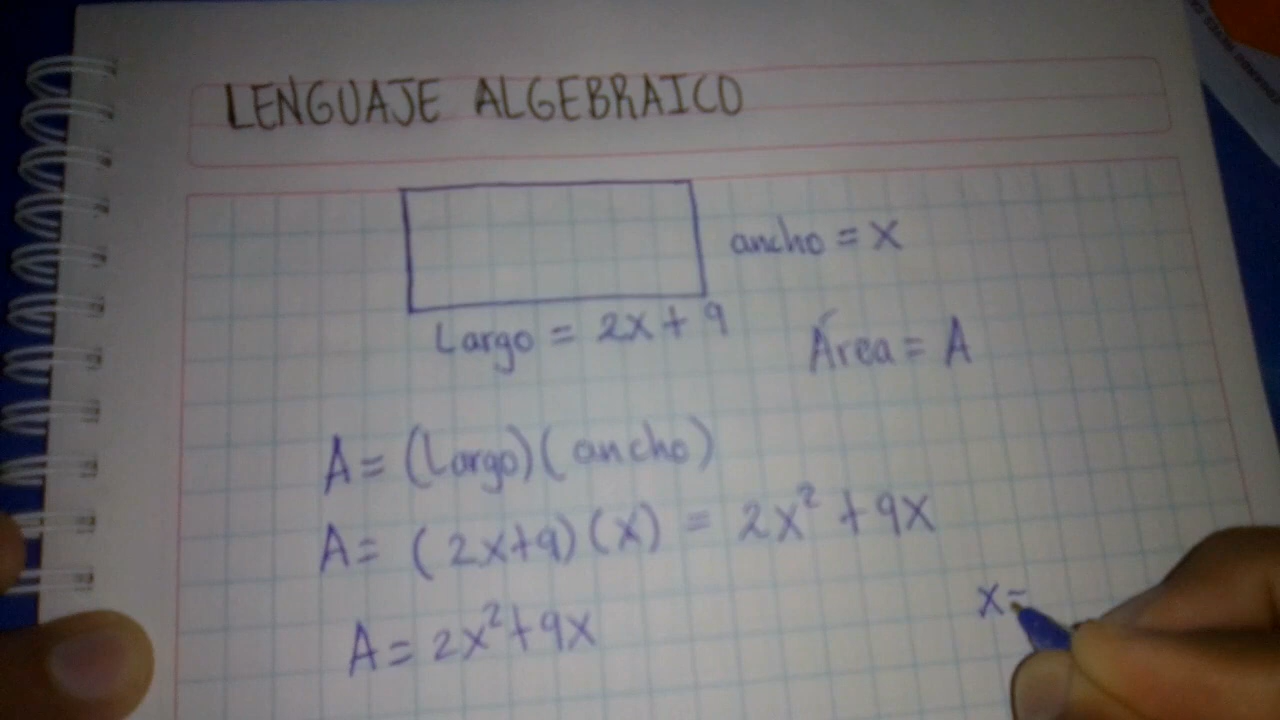 LENGUAJE ALGEBRAICO
ancho = x
Largo = 2x + 9
Área = A
A = (Largo)(ancho)
A = (2x+9)(x) = 2x² + 9x
x=
A = 2x²+9x